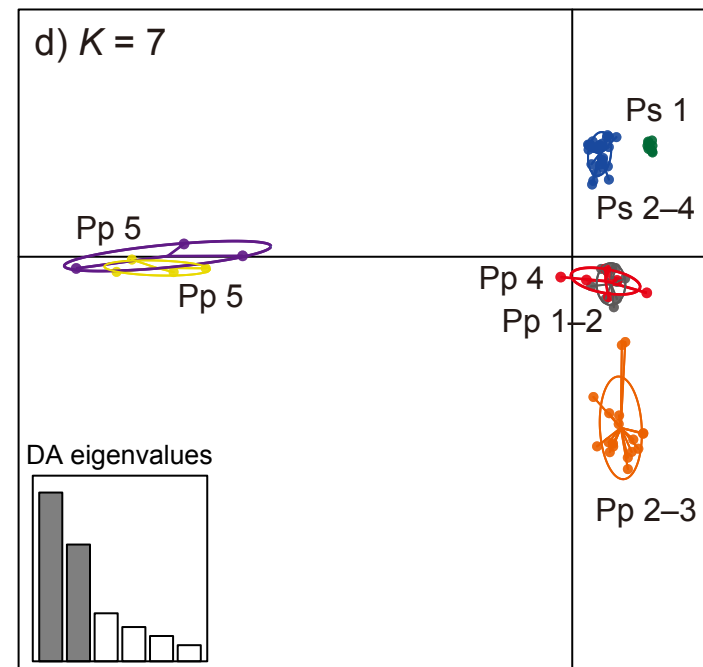 d) K = 7
Ps 1
Ps 2–4
Pp 5
Pp 5
Pp 4
Pp 1–2
Pp 2–3
DA eigenvalues